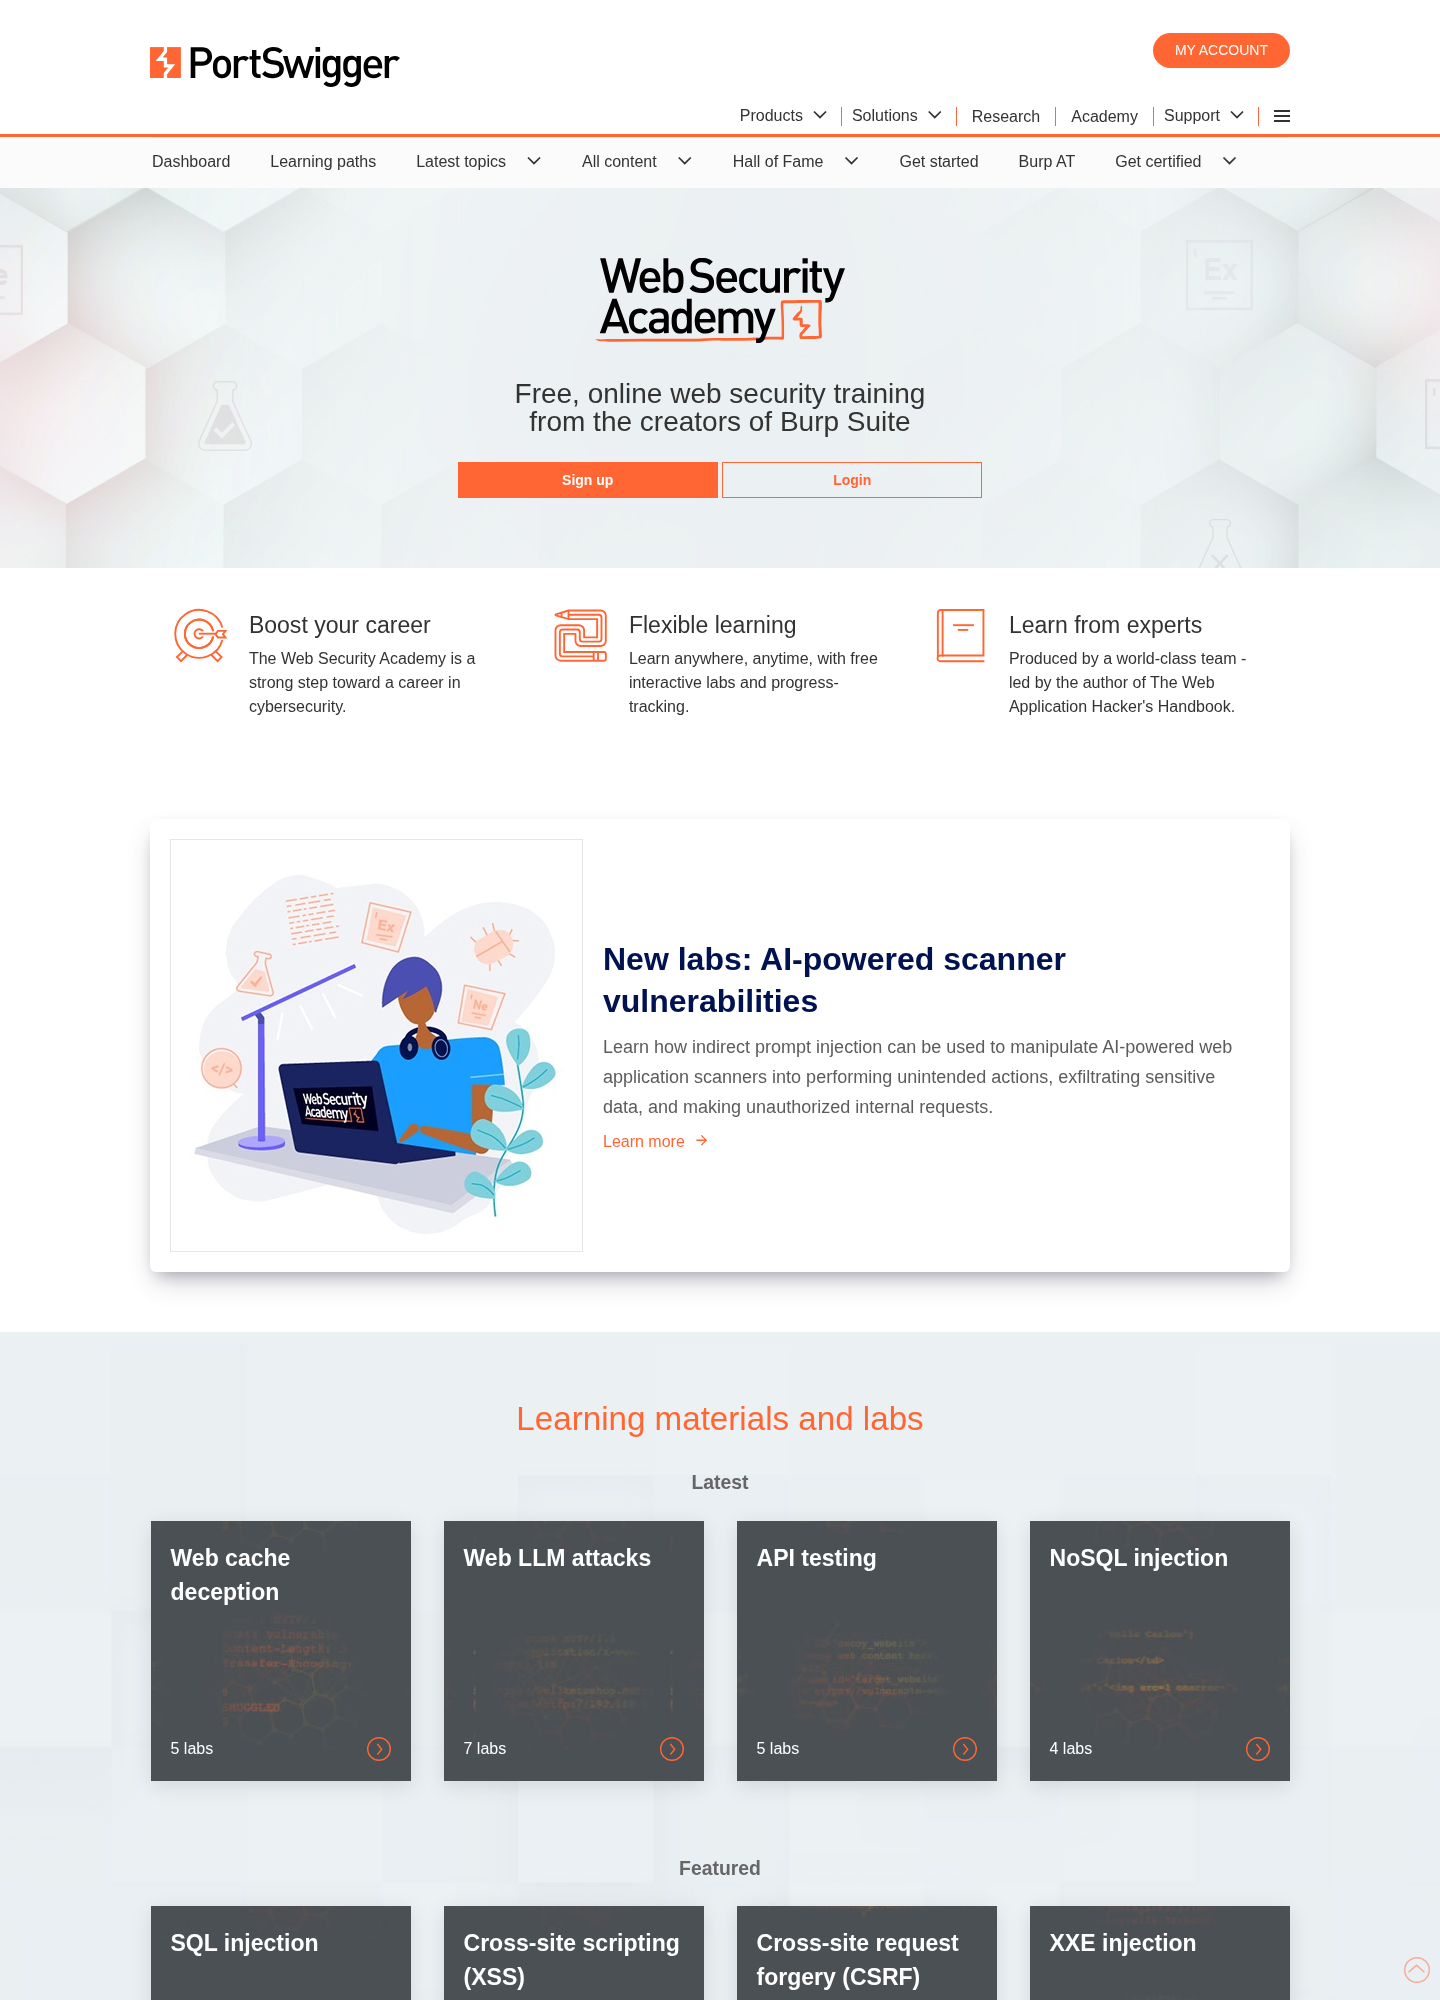 PortSwigger
MY ACCOUNT
Products
Solutions
Research
Academy
Support
Dashboard
Learning paths
Latest topics
All content
Hall of Fame
Get started
Burp AT
Get certified
Ex
Web Security
Academy
Free, online web security training
from the creators of Burp Suite
Sign up
Login
Boost your career
The Web Security Academy is a
strong step toward a career in
cybersecurity.
Flexible learning
Learn anywhere, anytime, with free
interactive labs and progress-
tracking.
Learn from experts
Produced by a world-class team -
led by the author of The Web
Application Hacker's Handbook.
Ex
Ne
</>
Web Security
Academy
New labs: AI-powered scanner
vulnerabilities
Learn how indirect prompt injection can be used to manipulate AI-powered web
application scanners into performing unintended actions, exfiltrating sensitive
data, and making unauthorized internal requests.
Learn more
Learning materials and labs
Latest
Web cache
deception
SMUGGLED
5 labs
Web LLM attacks
7 labs
API testing
5 labs
NoSQL injection
4 labs
Featured
SQL injection
Cross-site scripting
(XSS)
Cross-site request
forgery (CSRF)
XXE injection